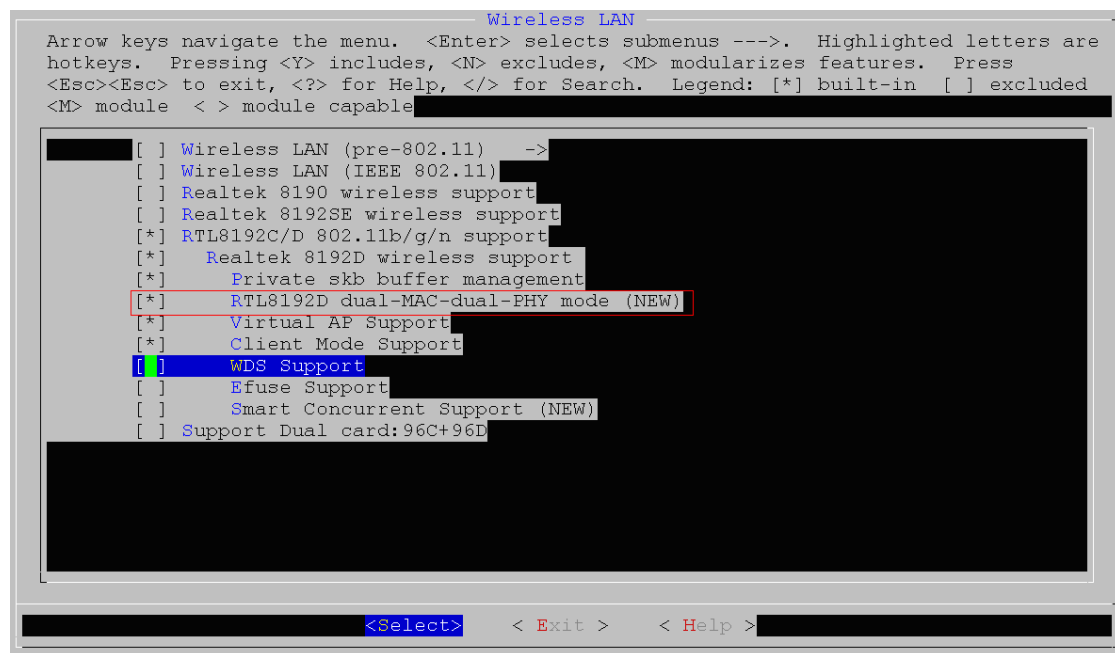 Wireless LAN
Arrow keys navigate the menu. <Enter> selects submenus --->. Highlighted letters are
hotkeys. Pressing <Y> includes, <N> excludes, <M> modularizes features. Press
<Esc><Esc> to exit, <?> for Help, </> for Search. Legend: [*] built-in [ ] excluded
<M> module < > module capable
[ ] Wireless LAN (pre-802.11) ->
[ ] Wireless LAN (IEEE 802.11)
[ ] Realtek 8190 wireless support
[ ] Realtek 8192SE wireless support
[*] RTL8192C/D 802.11b/g/n support
[*] Realtek 8192D wireless support
[*] Private skb buffer management
[*] RTL8192D dual-MAC-dual-PHY mode (NEW)
[*] Virtual AP Support
[*] Client Mode Support
[ ] WDS Support
[ ] Efuse Support
[ ] Smart Concurrent Support (NEW)
[ ] Support Dual card:96C+96D
<Select> < Exit > < Help >